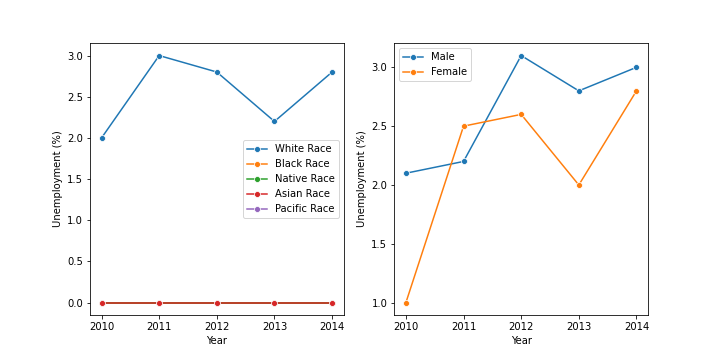 3.0
2.5
2.0
1.5
1.0
0.5
0.0
Unemployment (%)
White Race
Black Race
Native Race
Asian Race
Pacific Race
2010 2011 2012 2013 2014
Year
Male
Female
3.0
2.5
2.0
1.5
1.0
Unemployment (%)
2010 2011 2012 2013 2014
Year